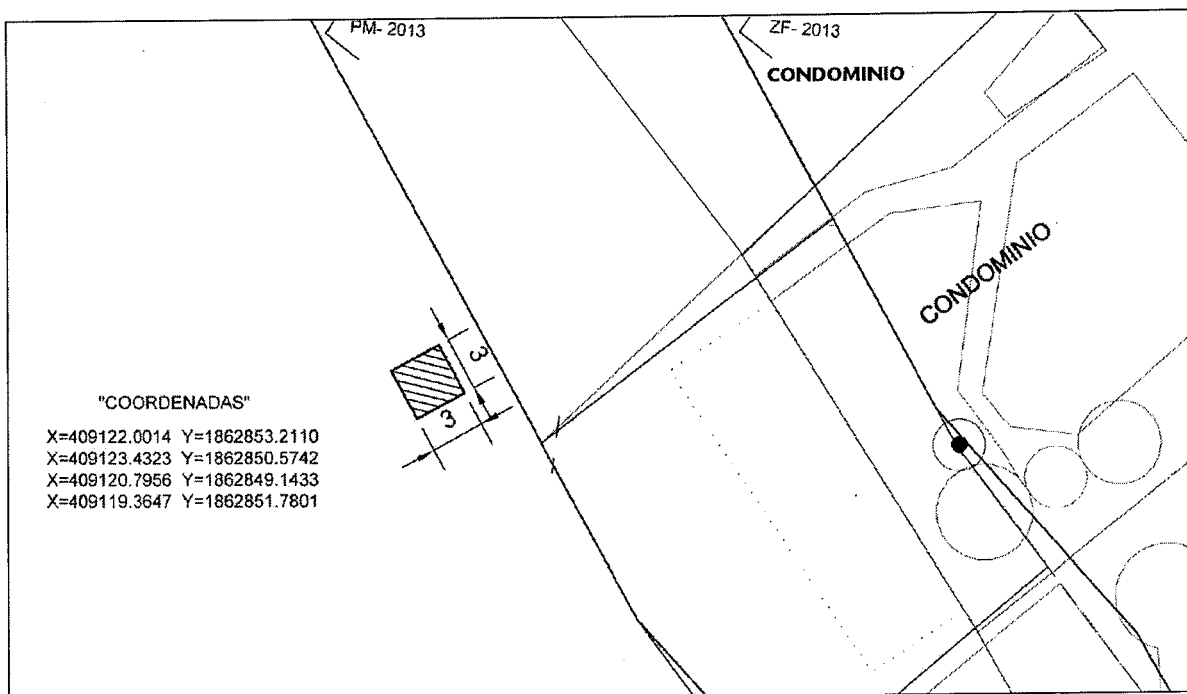 PM- 2013
ZF- 2013
CONDOMINIO
CONDOMINIO
3
3
"COORDENADAS"
X=409122.0014 Y=1862853.2110
X=409123.4323 Y=1862850.5742
X=409120.7956 Y=1862849.1433
X=409119.3647 Y=1862851.7801